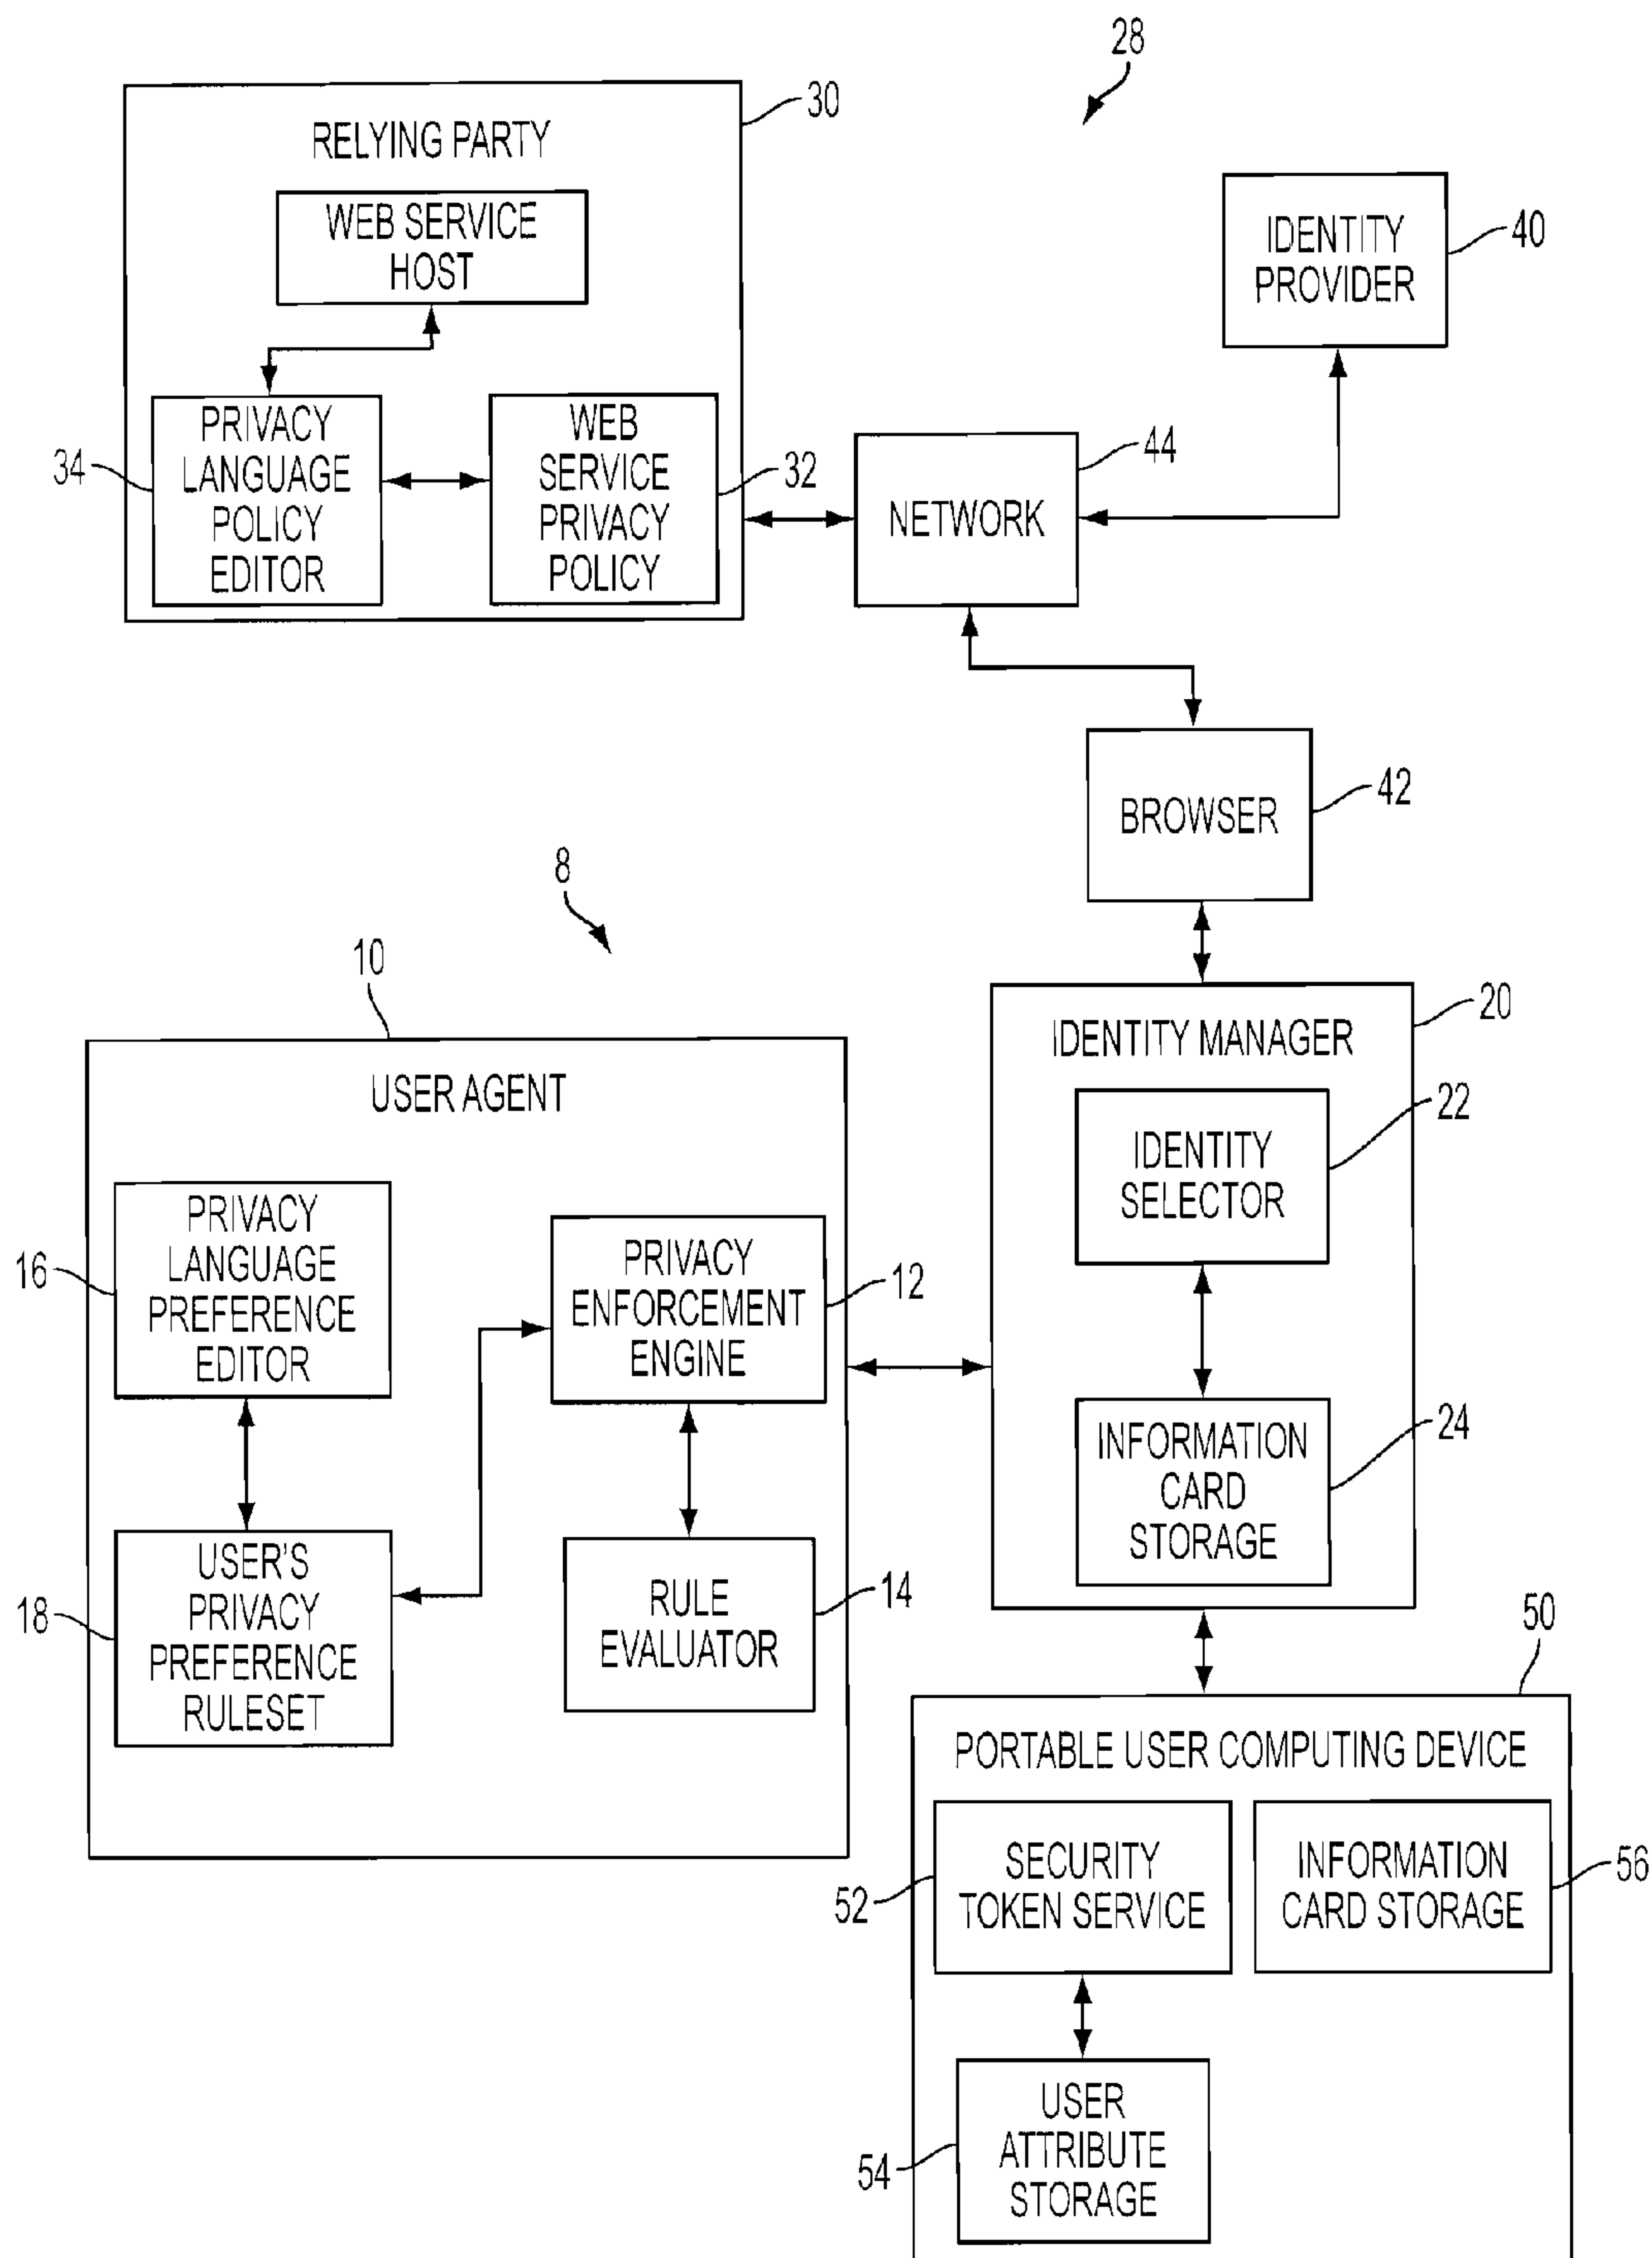 28
30
RELYING PARTY
WEB SERVICE
HOST
IDENTITY
PROVIDER
40
PRIVACY
LANGUAGE
POLICY
EDITOR
34
WEB
SERVICE
PRIVACY
POLICY
32
NETWORK
44
BROWSER
42
8
10
USER AGENT
PRIVACY
LANGUAGE
PREFERENCE
EDITOR
16
PRIVACY
ENFORCEMENT
ENGINE
12
USER'S
PRIVACY
PREFERENCE
RULESET
18
RULE
EVALUATOR
14
20
IDENTITY MANAGER
IDENTITY
SELECTOR
22
INFORMATION
CARD
STORAGE
24
50
PORTABLE USER COMPUTING DEVICE
SECURITY
TOKEN SERVICE
52
INFORMATION
CARD STORAGE
56
USER
ATTRIBUTE
STORAGE
54